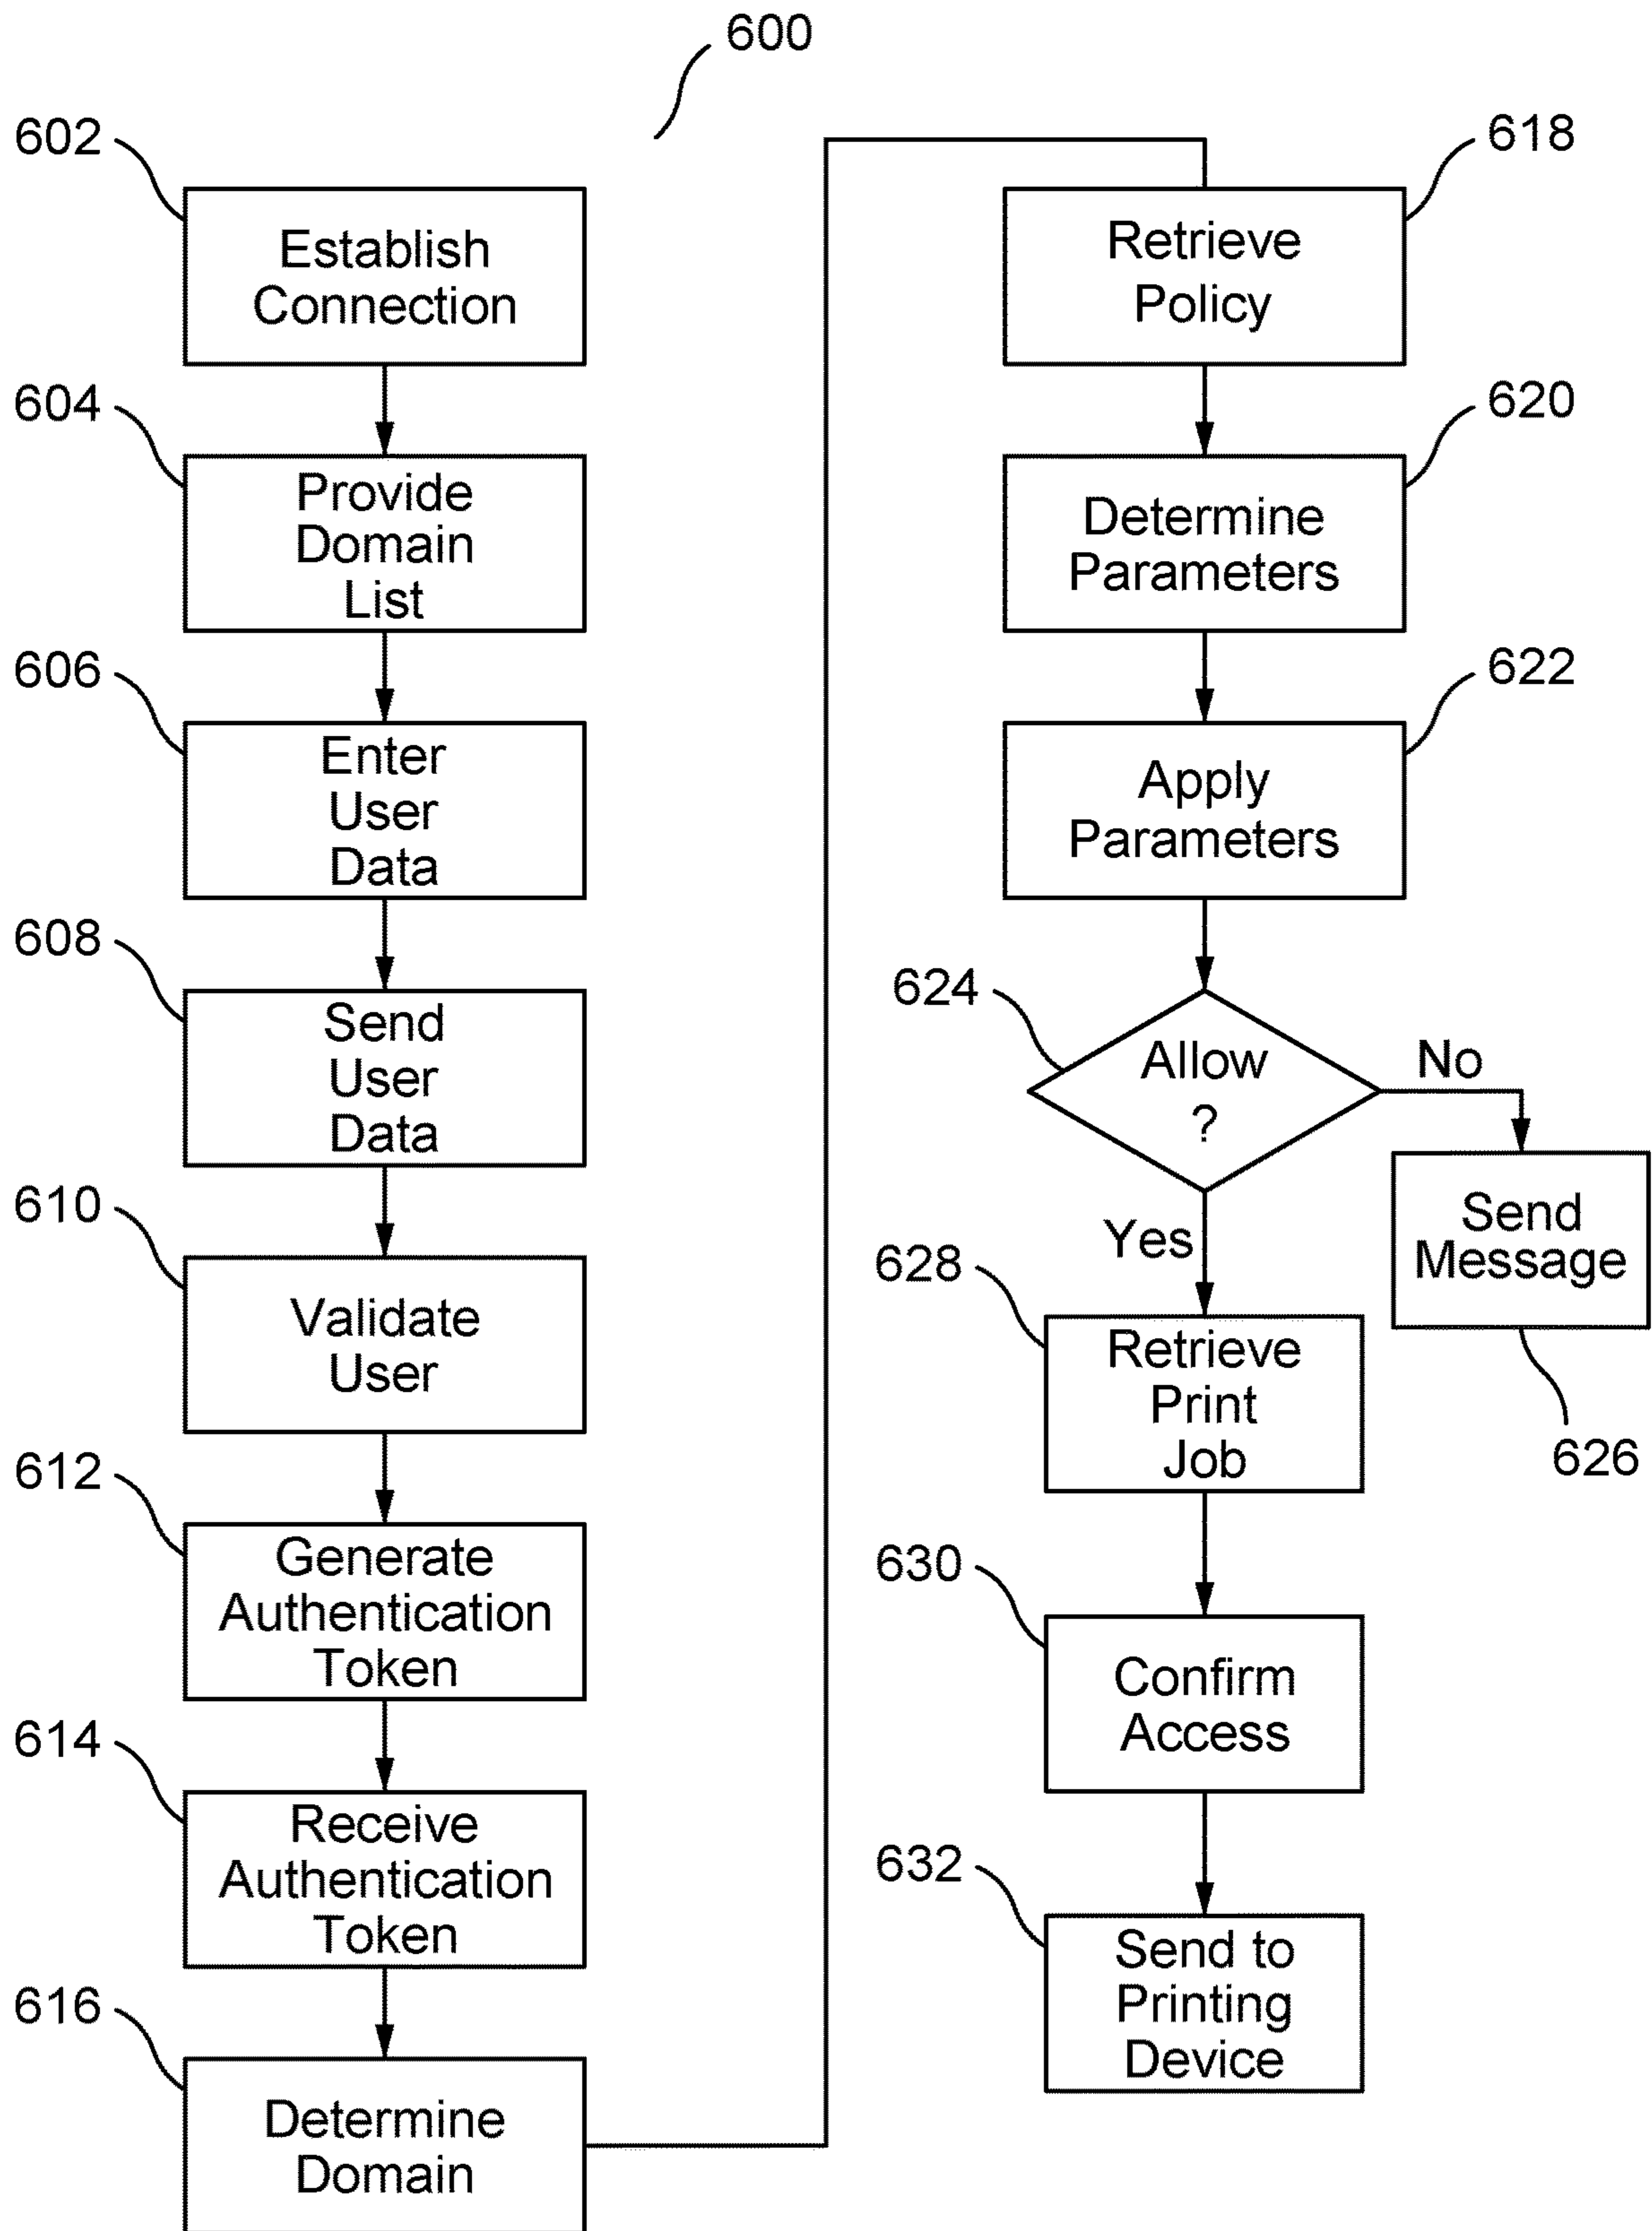 600
602
Establish
Connection
604
Provide
Domain
List
606
Enter
User
Data
608
Send
User
Data
610
Validate
User
612
Generate
Authentication
Token
614
Receive
Authentication
Token
616
Determine
Domain
618
Retrieve
Policy
620
Determine
Parameters
622
Apply
Parameters
624
Allow
?
No
Send
Message
626
Yes
628
Retrieve
Print
Job
630
Confirm
Access
632
Send to
Printing
Device